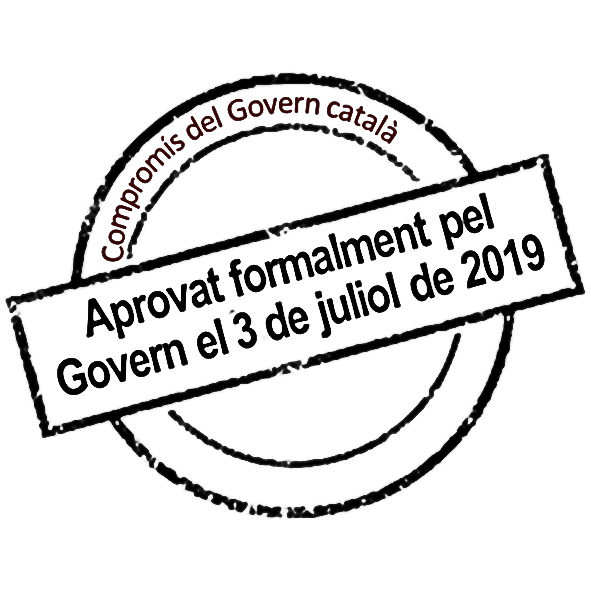 Compromís del Govern català
Aprovat formalment pel
Govern el 3 de juliol de 2019